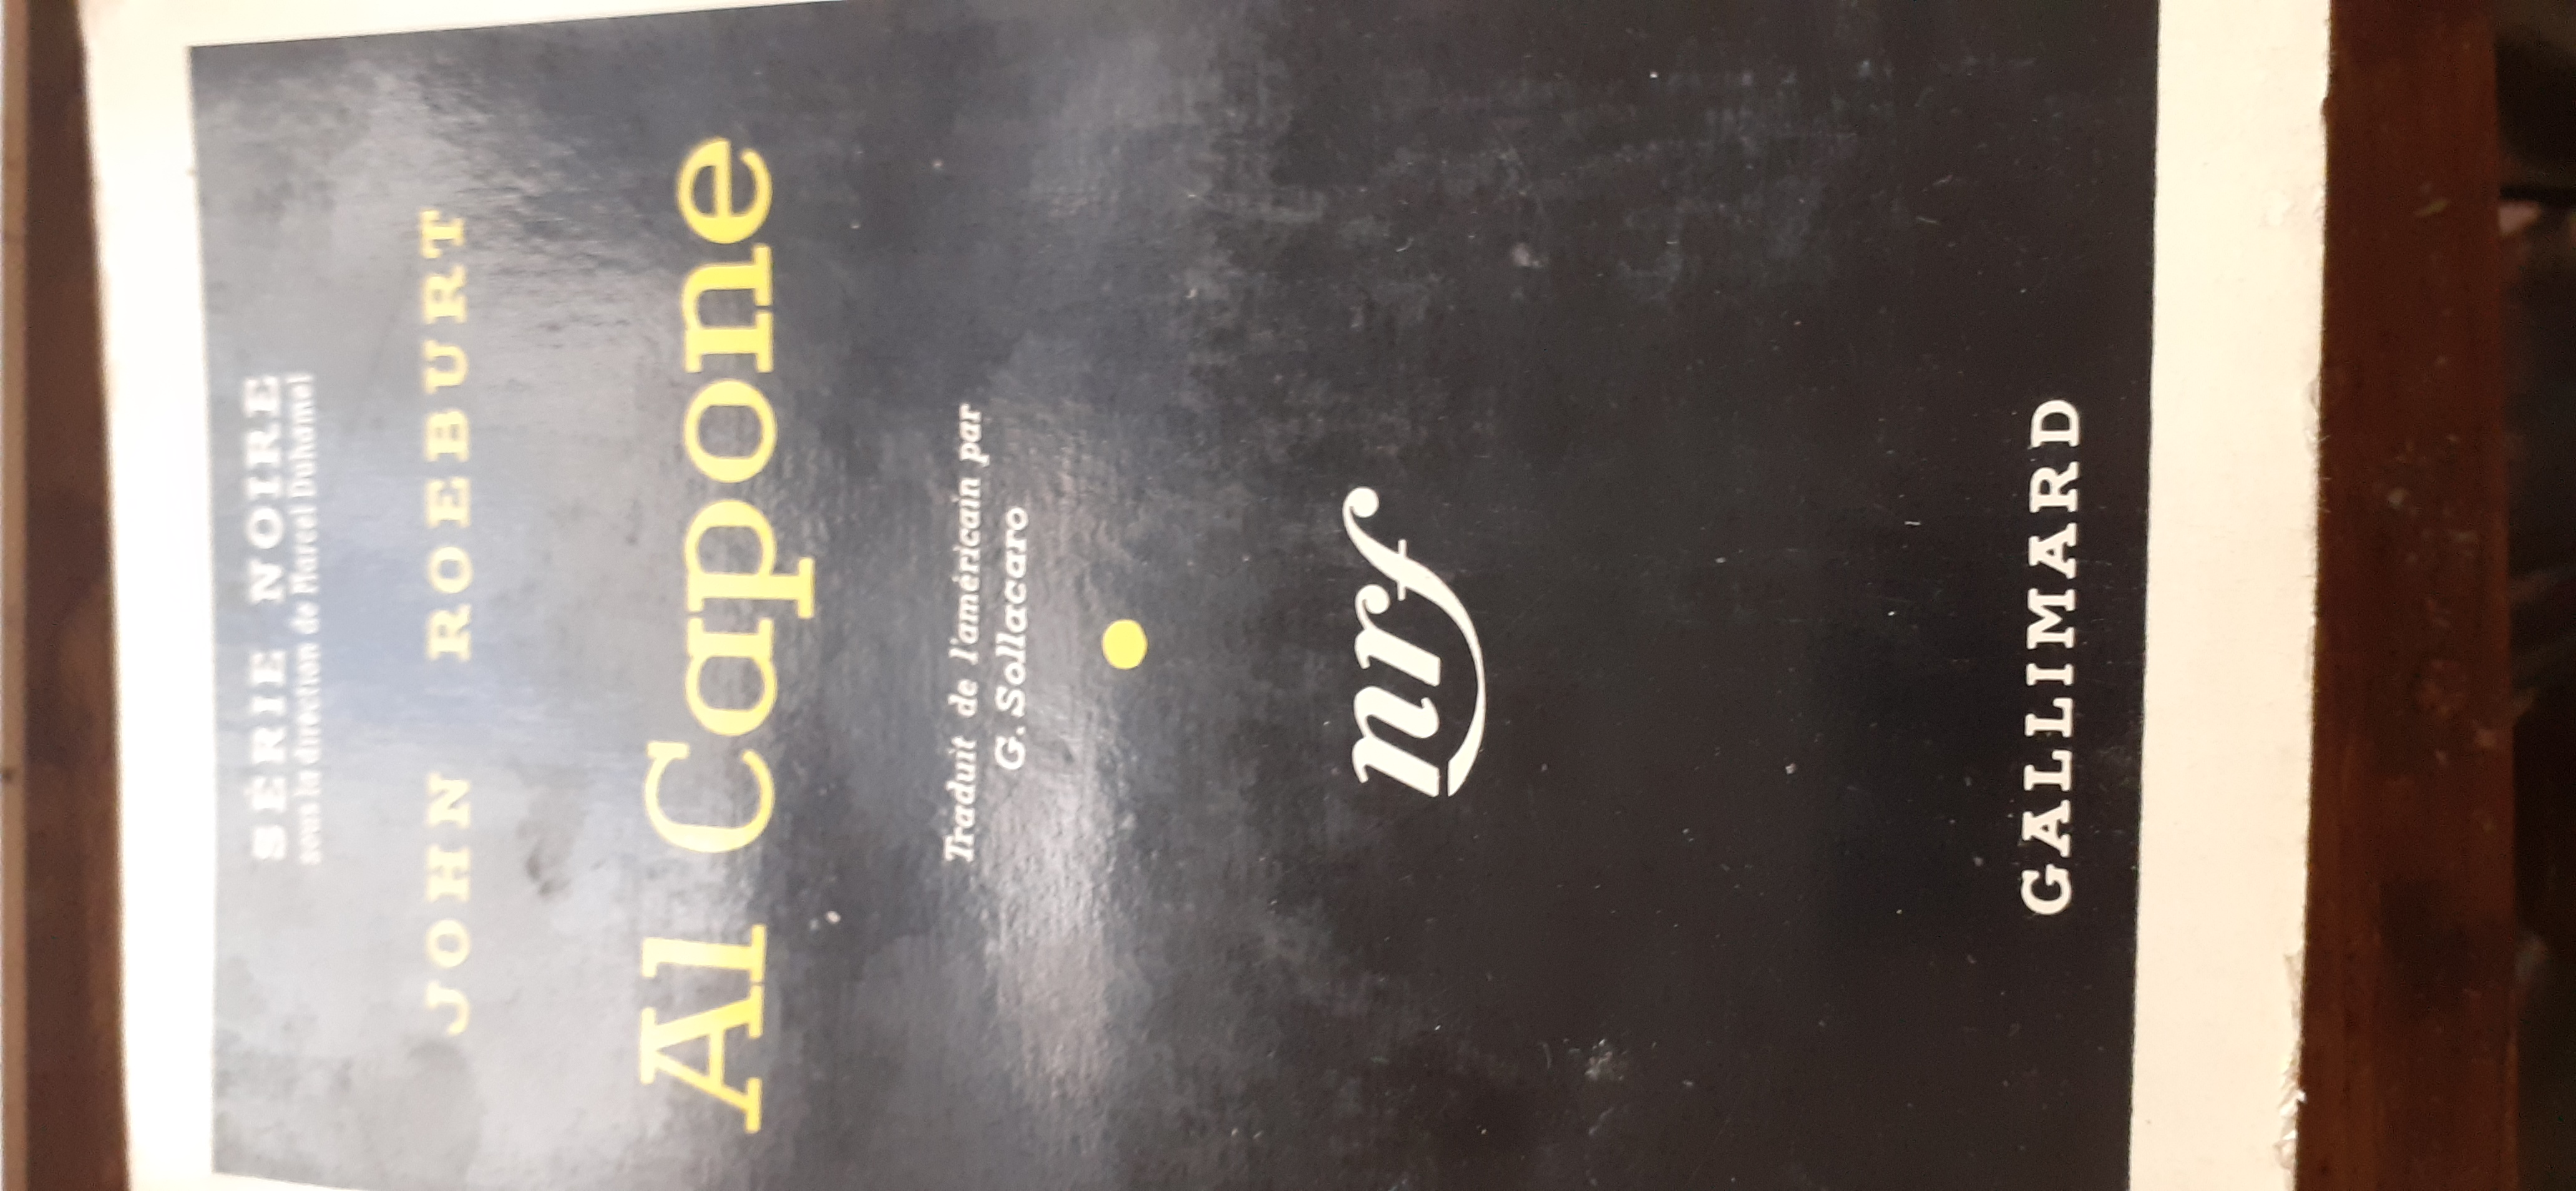 SÉRIE NOIRE
sous la direction de Marcel Duhamel
JOHN ROEBURT
Al Capone
Traduit de l'américain par
G. Sollacaro
nrf
GALLIMARD